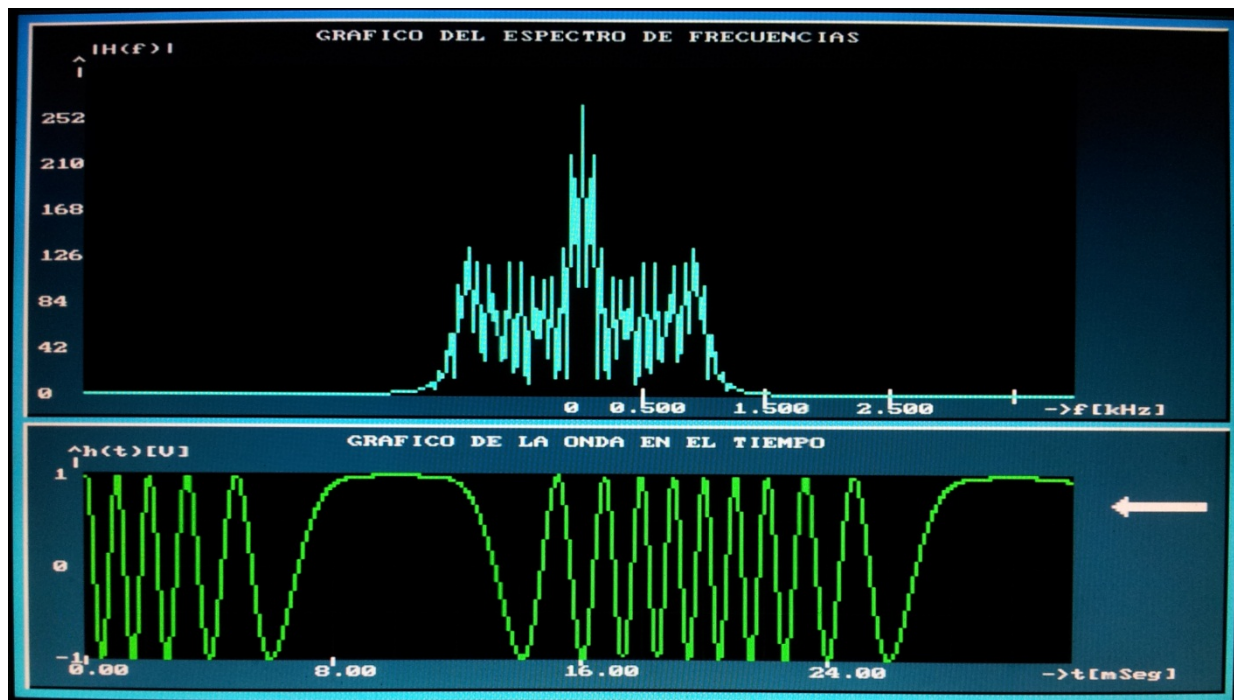 GRAFICO DEL ESPECTRO DE FRECUENCIAS
^ |H(f)|
252
210
168
126
84
42
0
0 0.500 1.500 2.500 ->f[kHz]
GRAFICO DE LA ONDA EN EL TIEMPO
^h(t)[V]
1
0
-1
0.00 8.00 16.00 24.00 ->t[mSeg]